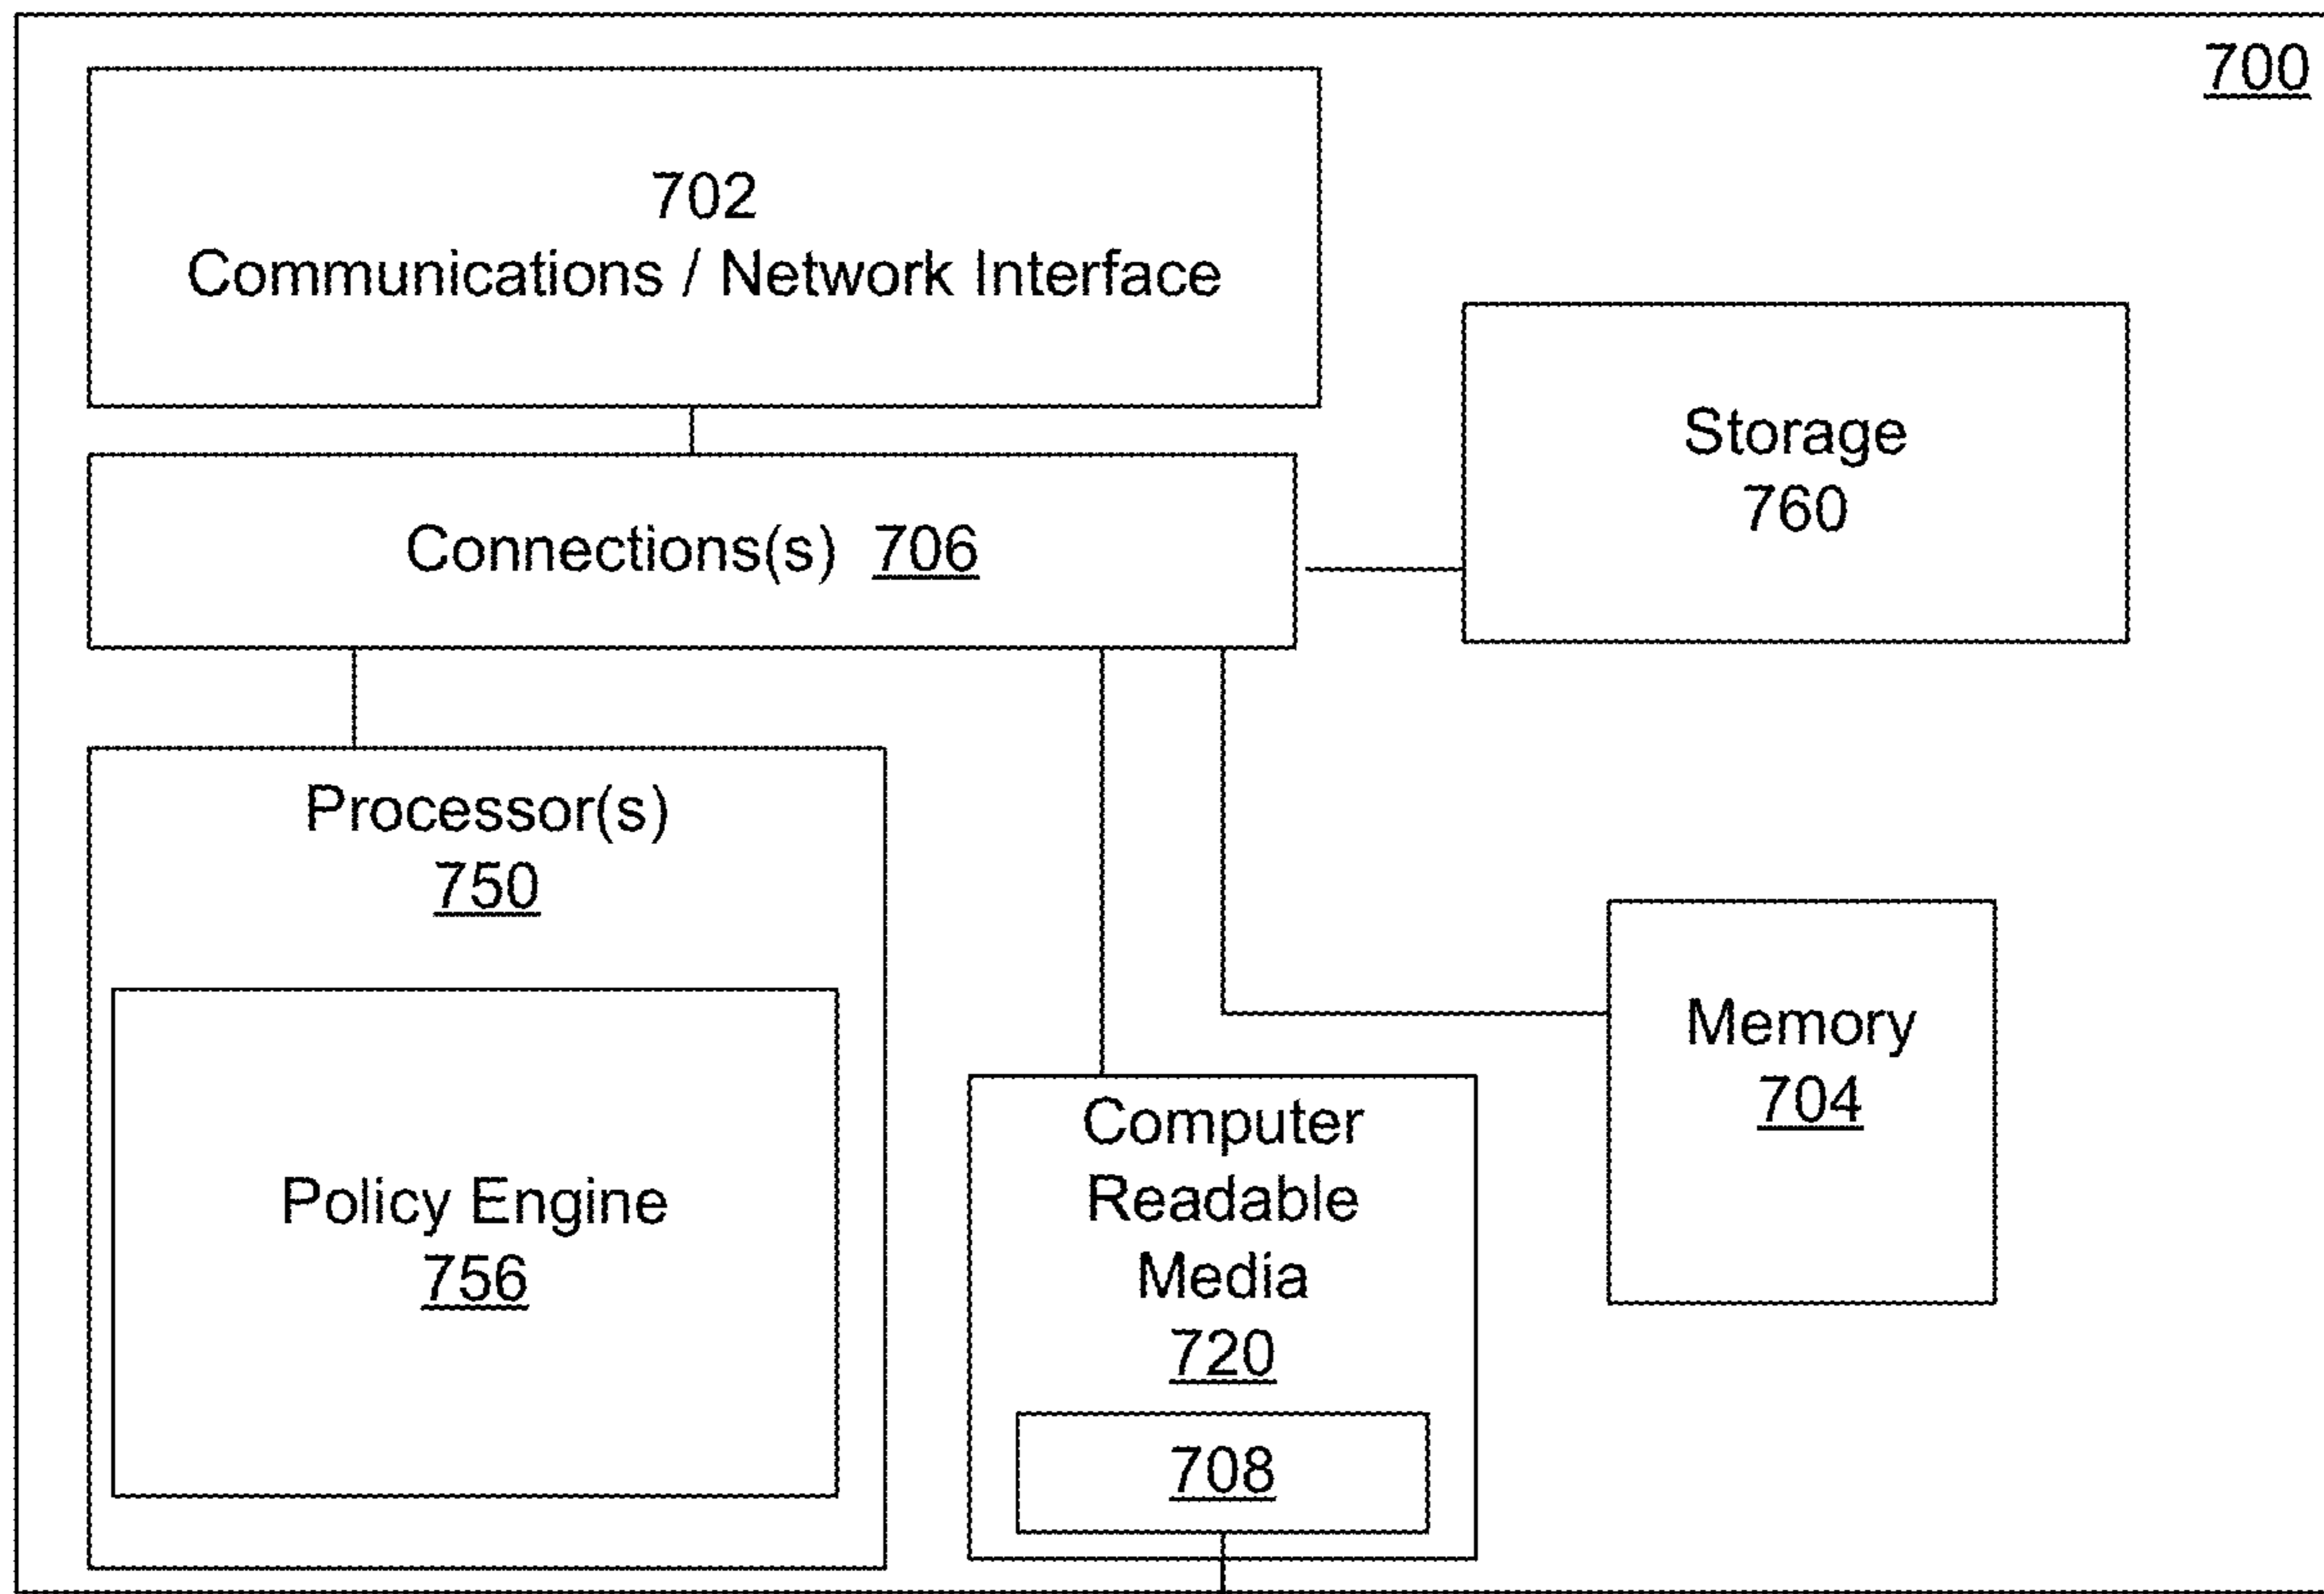 700
702
Communications / Network Interface
Storage
760
Connections(s) 706
Processor(s)
750
Policy Engine
756
Computer
Readable
Media
720
708
Memory
704